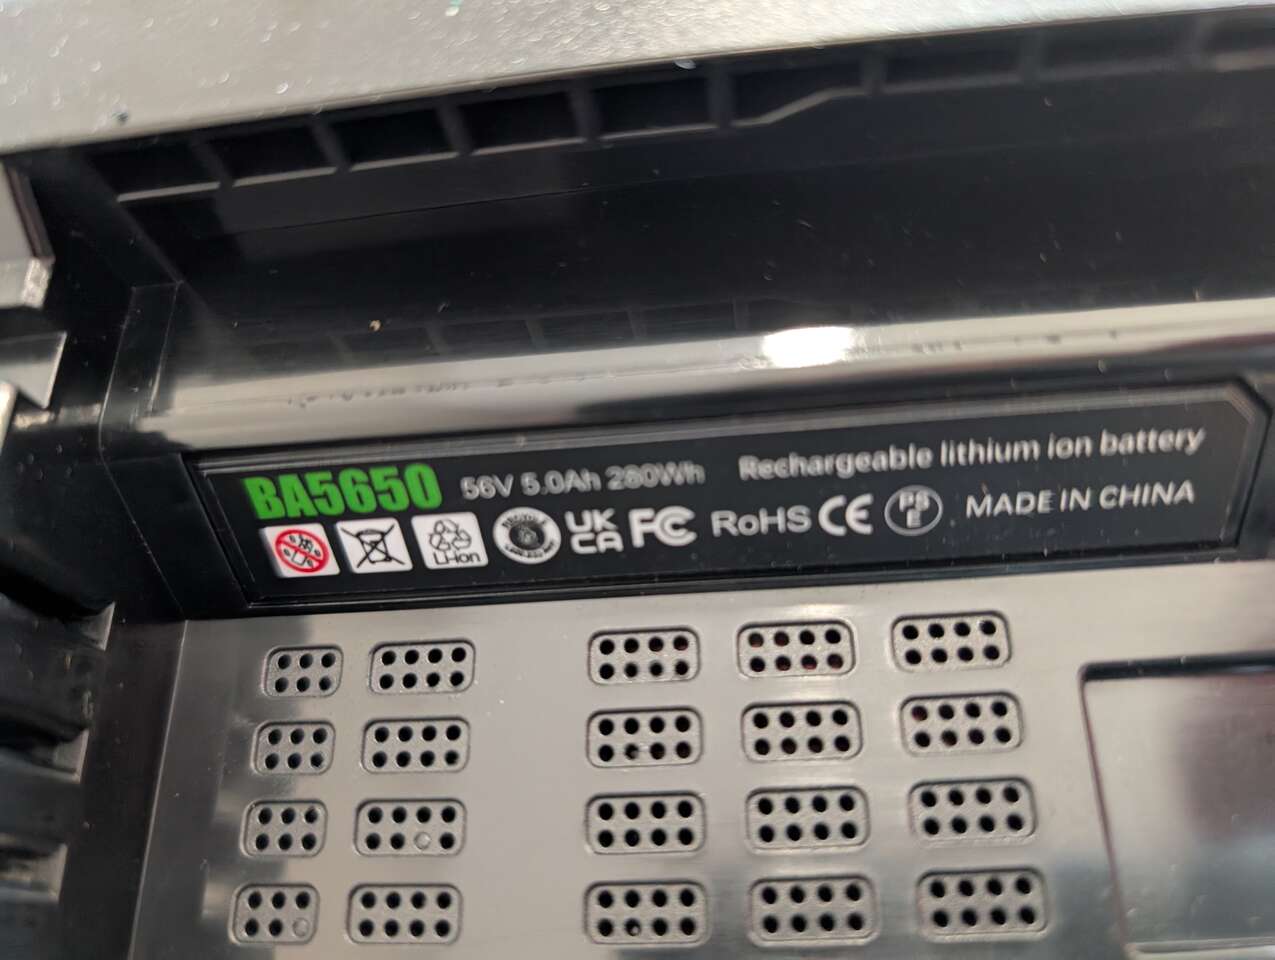 BA5650 56V 5.0Ah 280Wh Rechargeable lithium ion battery
Li-ion UK CA FC RoHS CE PS E MADE IN CHINA